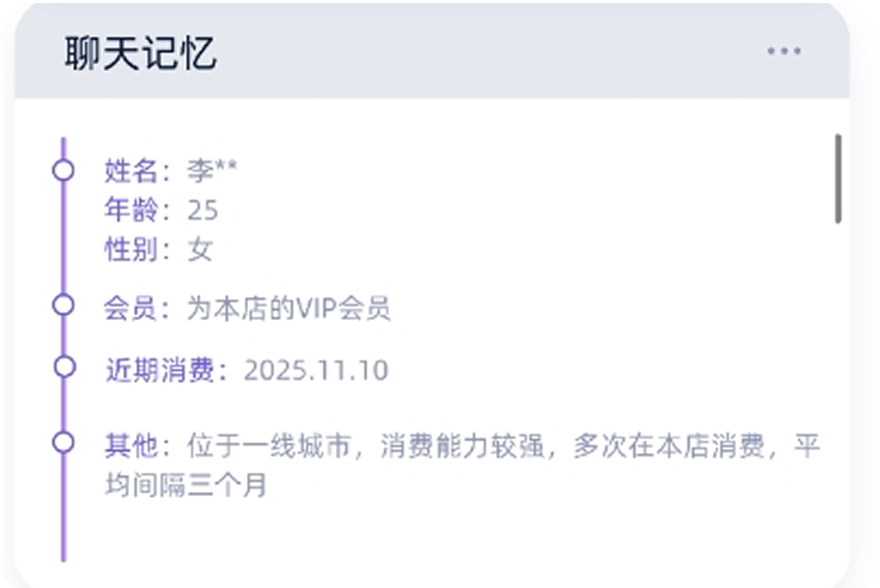 聊天记忆
姓名：李**
年龄：25
性别：女
会员：为本店的VIP会员
近期消费：2025.11.10
其他：位于一线城市，消费能力较强，多次在本店消费，平
均间隔三个月